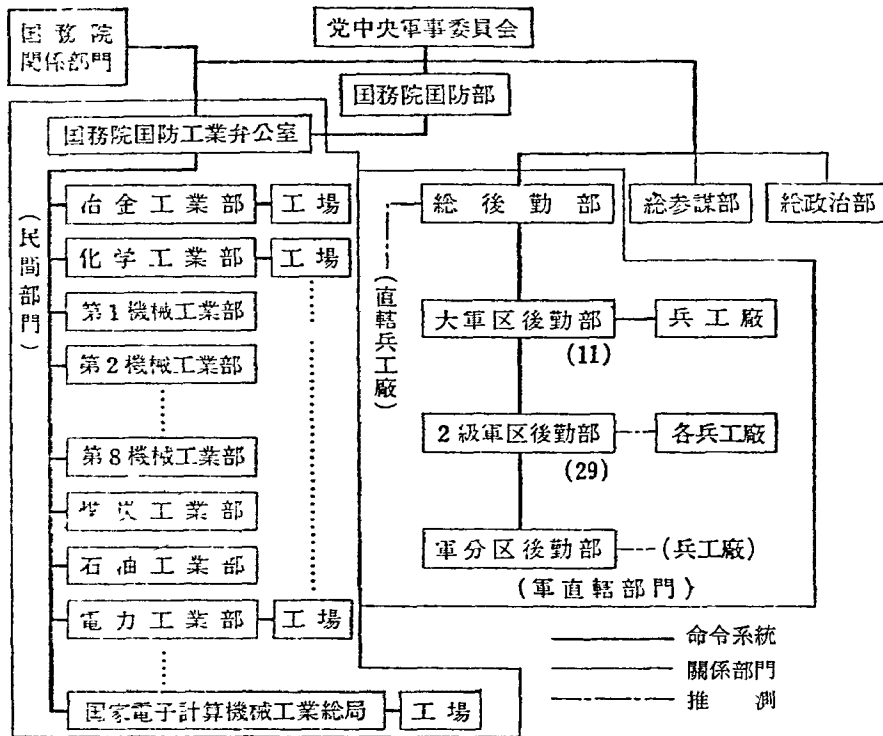 国務院
関係部門
党中央軍事委員会
国務院国防部
国務院国防工業弁公室
(民間部門)
冶金工業部
工場
化学工業部
工場
第1機械工業部
第2機械工業部
第8機械工業部
煤炭工業部
石油工業部
電力工業部
工場
国家電子計算機械工業総局
工場
総後勤部
総参謀部
総政治部
(直轄兵工廠)
大軍区後勤部
(11)
兵工廠
2級軍区後勤部
(29)
各兵工廠
軍分区後勤部
(兵工廠)
(軍直轄部門)
命令系統
關係部門
推測